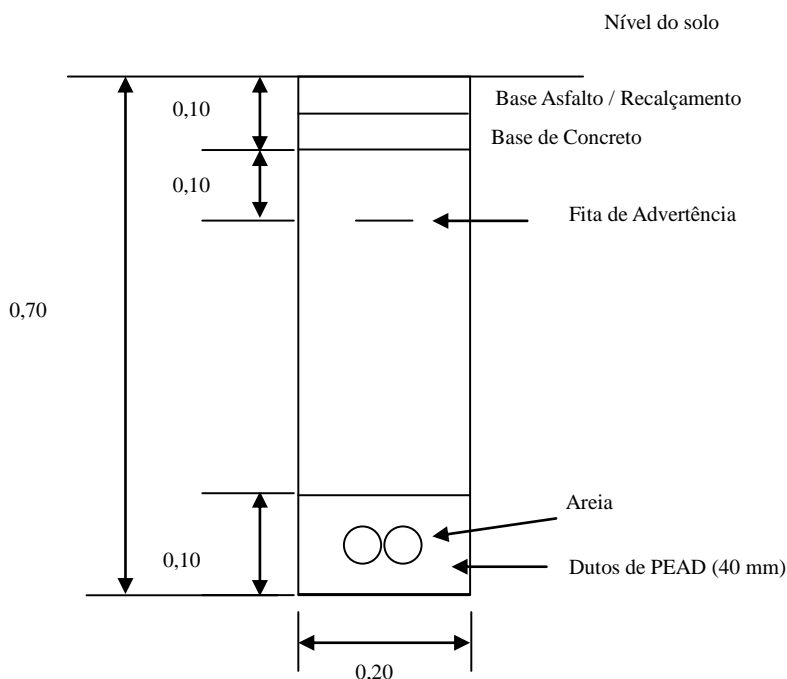 Nível do solo
Base Asfalto / Recalçamento
0,10
Base de Concreto
0,10
Fita de Advertência
0,70
Areia
0,10
Dutos de PEAD (40 mm)
0,20